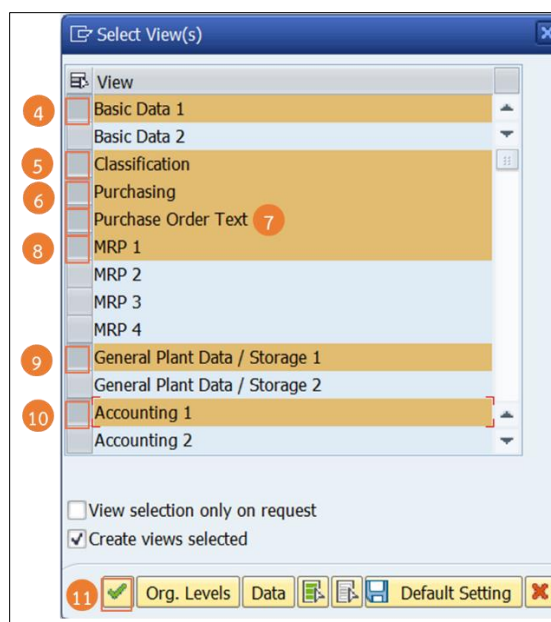 Select View(s)
View
4 Basic Data 1
Basic Data 2
5 Classification
6 Purchasing
Purchase Order Text 7
8 MRP 1
MRP 2
MRP 3
MRP 4
9 General Plant Data / Storage 1
General Plant Data / Storage 2
10 Accounting 1
Accounting 2
View selection only on request
Create views selected
11 Org. Levels Data Default Setting